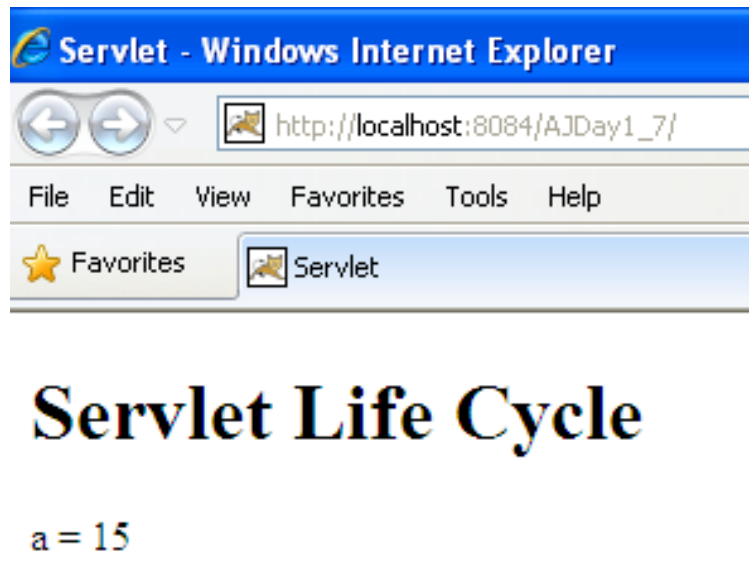 Servlet - Windows Internet Explorer
http://localhost:8084/AJDay1_7/
File Edit View Favorites Tools Help
Favorites Servlet
Servlet Life Cycle
a = 15